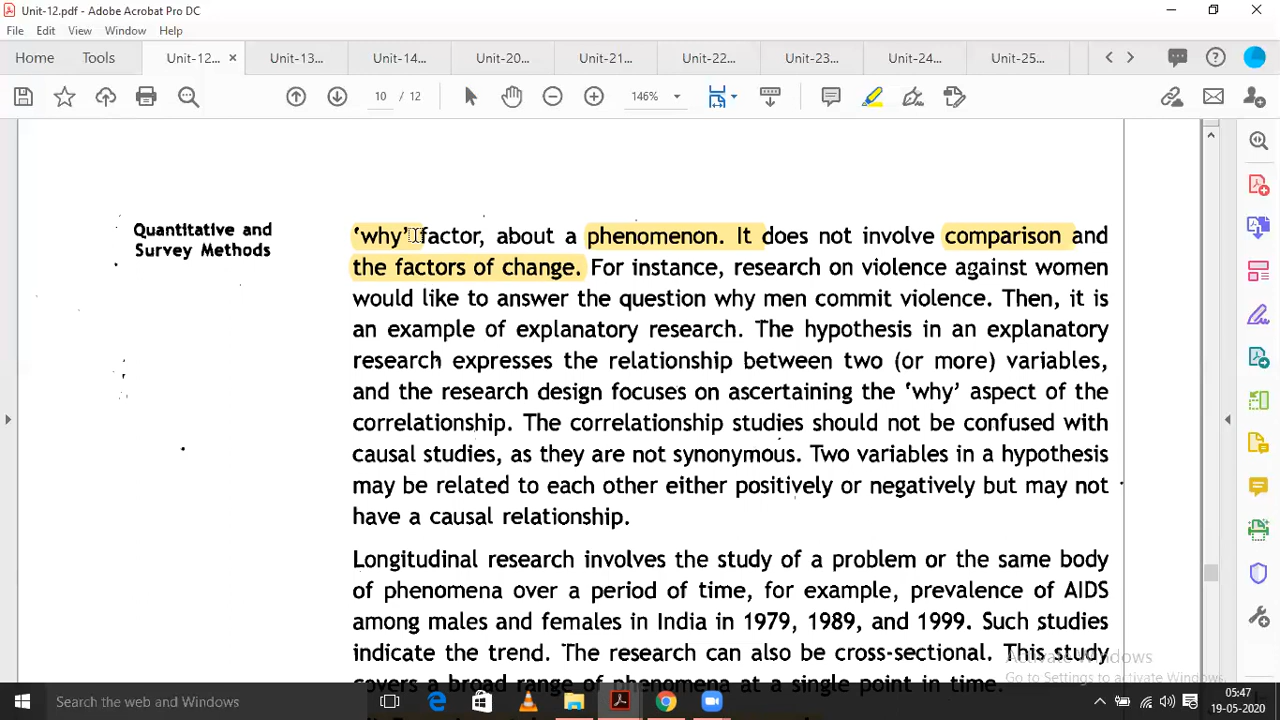 Unit-12.pdf - Adobe Acrobat Pro DC
File Edit View Window Help
Home Tools Unit-12... × Unit-13... Unit-14... Unit-20... Unit-21... Unit-22... Unit-23... Unit-24... Unit-25...
10 / 12 146%
Quantitative and
Survey Methods
‘why’ factor, about a phenomenon. It does not involve comparison and
the factors of change. For instance, research on violence against women
would like to answer the question why men commit violence. Then, it is
an example of explanatory research. The hypothesis in an explanatory
research expresses the relationship between two (or more) variables,
and the research design focuses on ascertaining the ‘why’ aspect of the
correlationship. The correlationship studies should not be confused with
causal studies, as they are not synonymous. Two variables in a hypothesis
may be related to each other either positively or negatively but may not
have a causal relationship.
Longitudinal research involves the study of a problem or the same body
of phenomena over a period of time, for example, prevalence of AIDS
among males and females in India in 1979, 1989, and 1999. Such studies
indicate the trend. The research can also be cross-sectional. This study
covers a broad range of phenomena at a single point in time.
Activate Windows
Go to Settings to activate Windows.
Search the web and Windows
05:47
19-05-2020